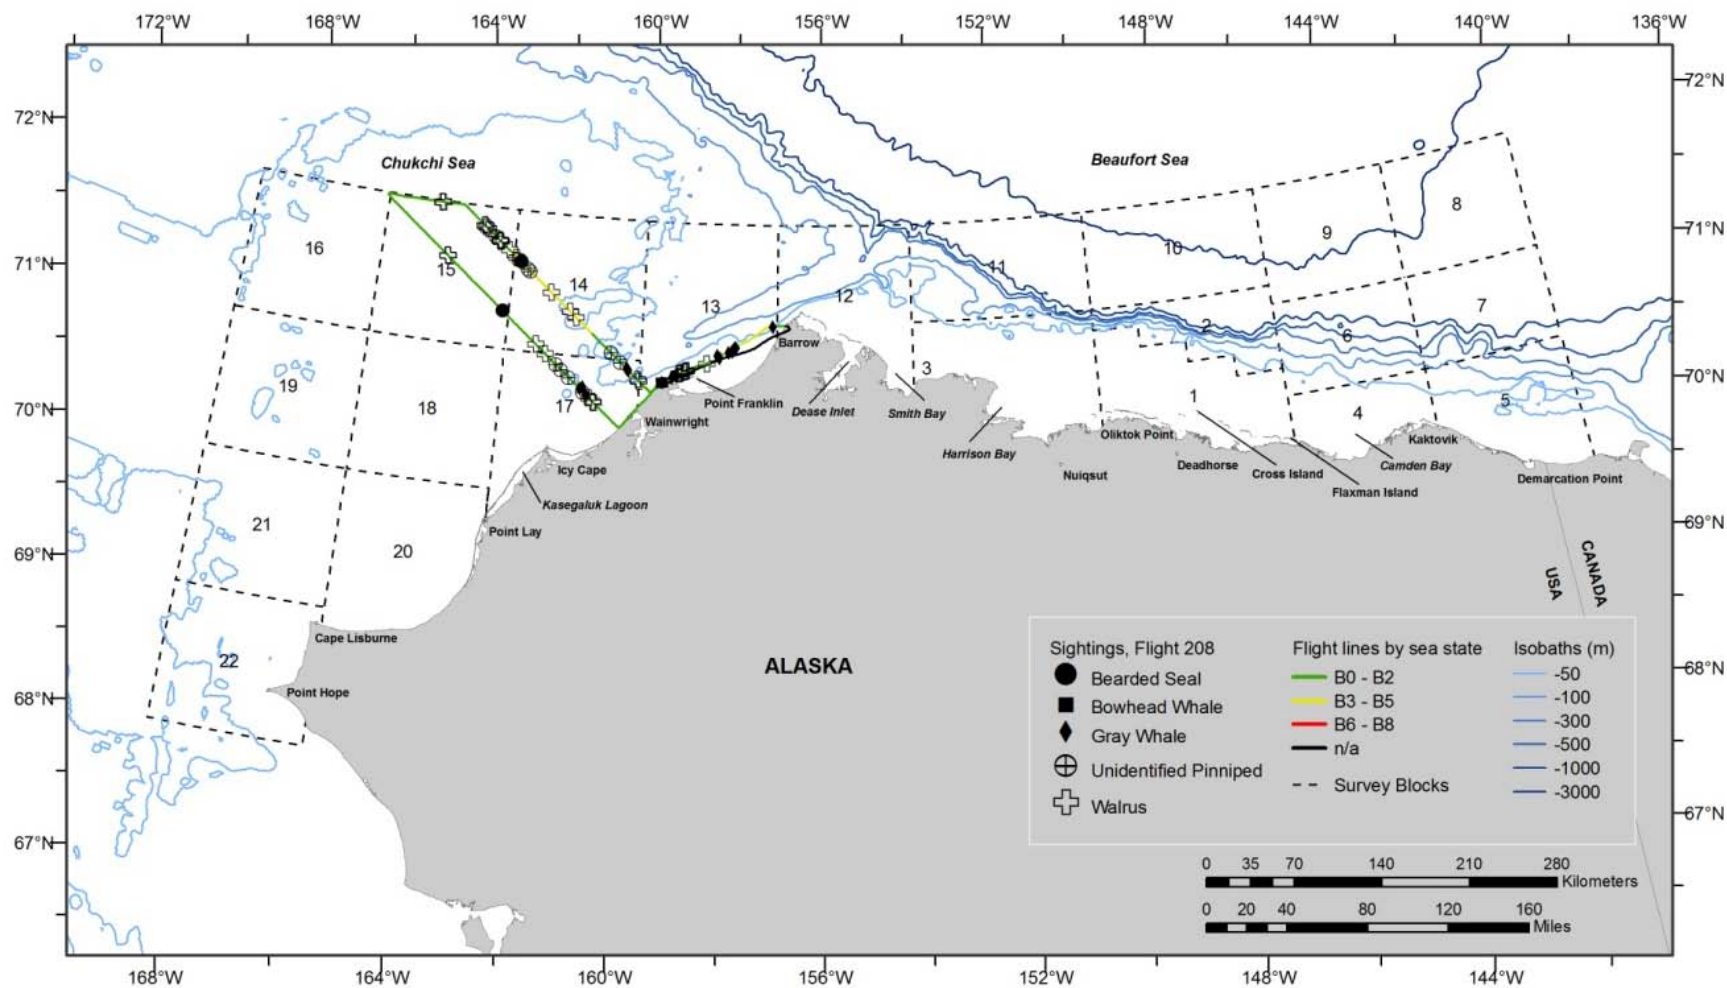 172°W 168°W 164°W 160°W 156°W 152°W 148°W 144°W 140°W 136°W
72°N
72°N
Chukchi Sea
Beaufort Sea
8
9
71°N
16
10
71°N
15
14
11
13
12
7
2
6
Barrow
70°N
19
18
17
Point Franklin
Dease Inlet
Smith Bay
3
1
4
5
70°N
Wainwright
Harrison Bay
Oliktok Point
Kaktovik
Icy Cape
Nuiqsut
Deadhorse
Cross Island
Camden Bay
Demarcation Point
Kasegaluk Lagoon
Flaxman Island
21
Point Lay
69°N
20
69°N
USA
CANADA
Cape Lisburne
22
Point Hope
ALASKA
68°N
68°N
67°N
67°N
Sightings, Flight 208
Bearded Seal
Bowhead Whale
Gray Whale
Unidentified Pinniped
Walrus
Flight lines by sea state
B0 - B2
B3 - B5
B6 - B8
n/a
Survey Blocks
Isobaths (m)
-50
-100
-300
-500
-1000
-3000
0 35 70 140 210 280
Kilometers
0 20 40 80 120 160
Miles
168°W 164°W 160°W 156°W 152°W 148°W 144°W